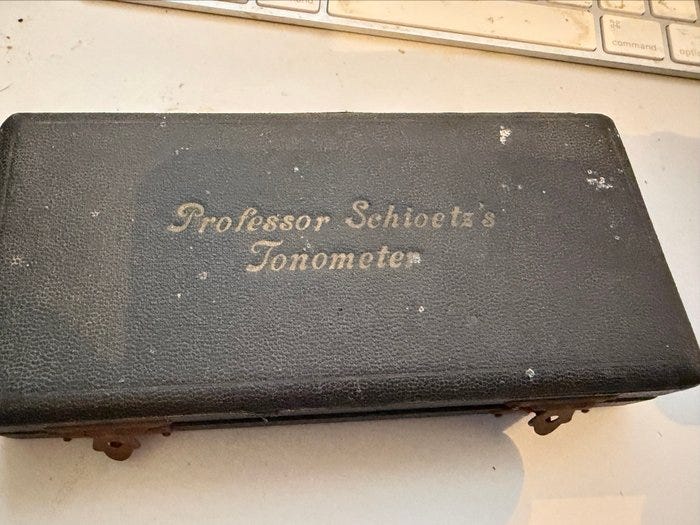 command
Professor Schioetz's
Tonometer